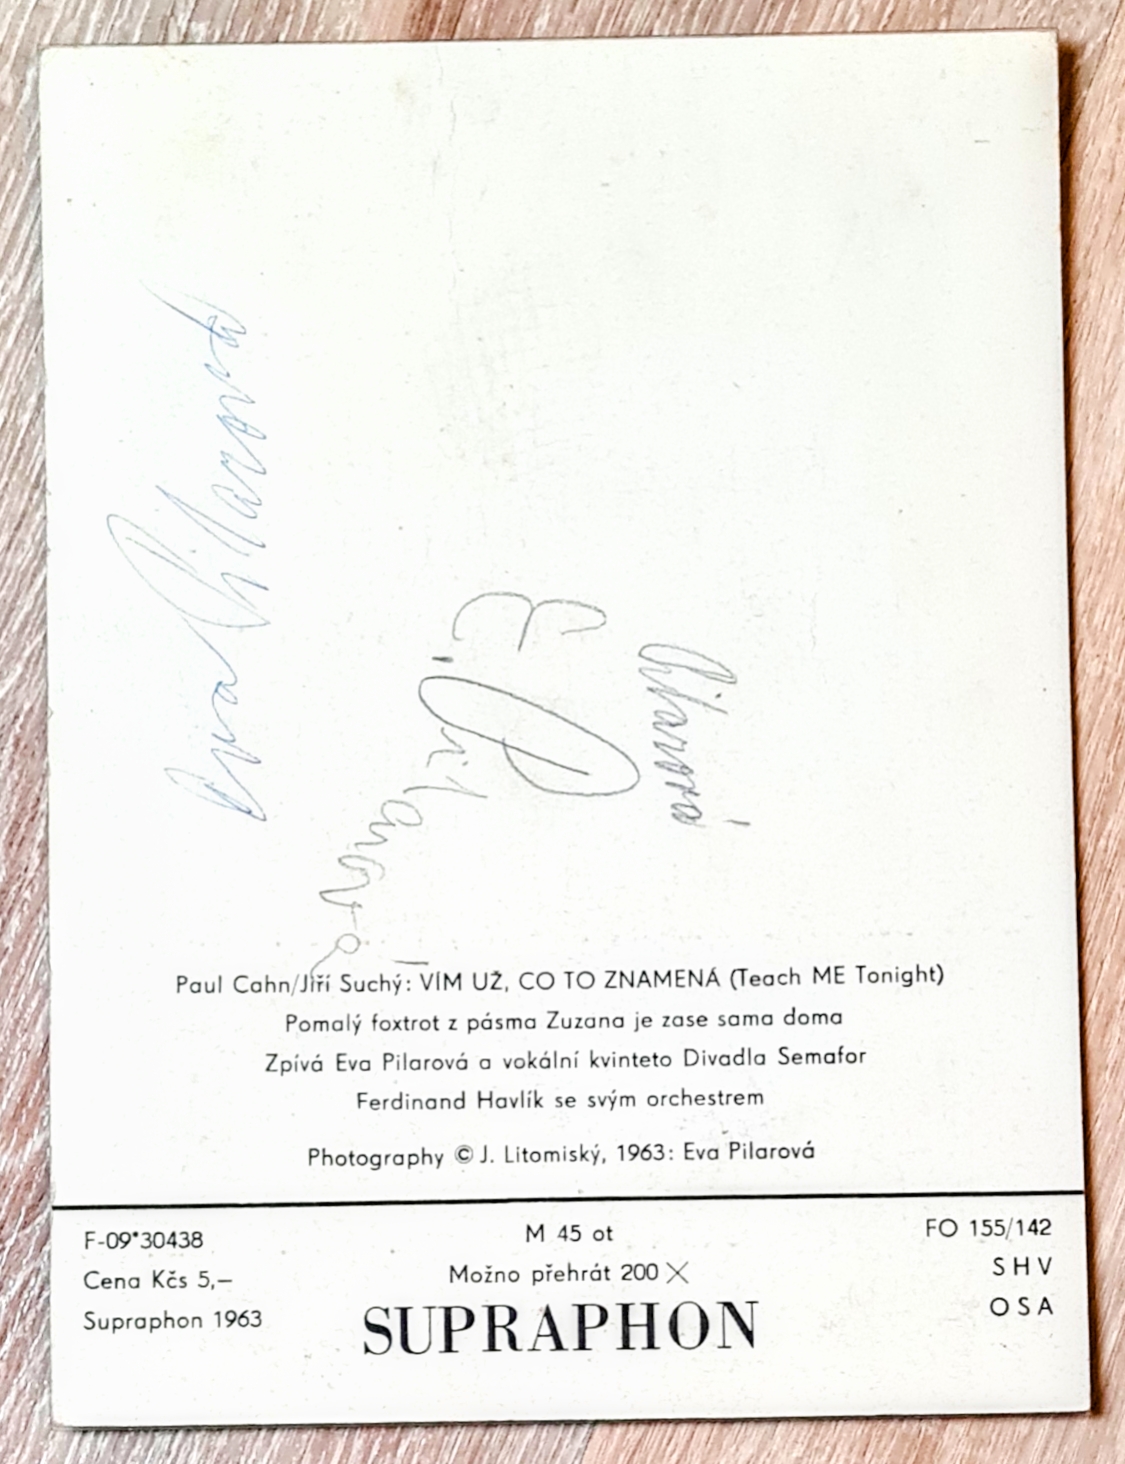 Eva Pilarová
E. Pilarová
Pilarová
Paul Cahn/Jiří Suchý: VÍM UŽ, CO TO ZNAMENÁ (Teach ME Tonight)
Pomalý foxtrot z pásma Zuzana je zase sama doma
Zpívá Eva Pilarová a vokální kvinteto Divadla Semafor
Ferdinand Havlík se svým orchestrem
Photography © J. Litomiský, 1963: Eva Pilarová
F-09*30438
Cena Kčs 5,—
Supraphon 1963
M 45 ot
Možno přehrát 200 X
SUPRAPHON
FO 155/142
SHV
OSA